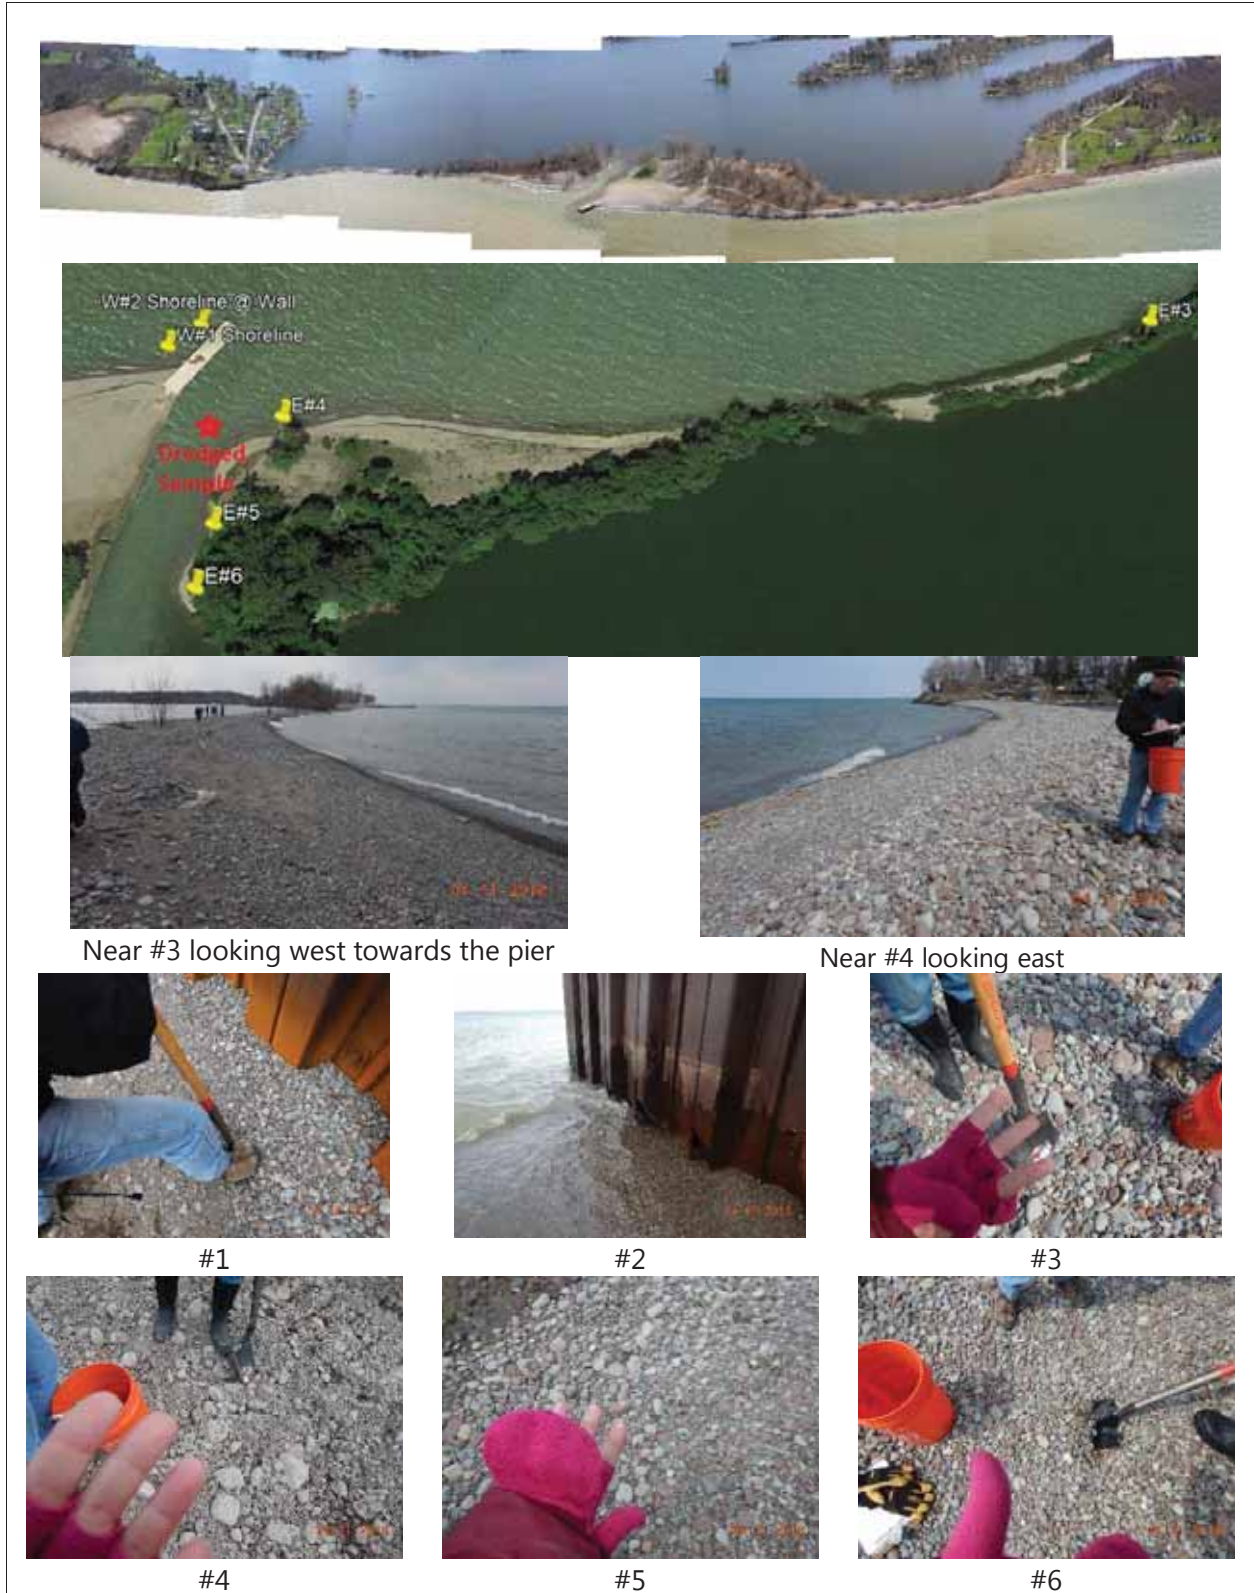 W#2 Shoreline @ Wall
W#1 Shoreline
E#3
E#4
Dredged
Sample
E#5
E#6
Near #3 looking west towards the pier
Near #4 looking east
#1
#2
#3
#4
#5
#6